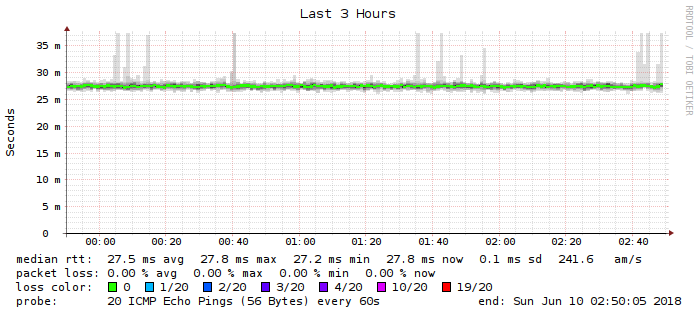 Last 3 Hours
RRDTOOL / TOBI OETIKER
Seconds
35 m
30 m
25 m
20 m
15 m
10 m
5 m
0
00:00 00:20 00:40 01:00 01:20 01:40 02:00 02:20 02:40
median rtt: 27.5 ms avg 27.8 ms max 27.2 ms min 27.8 ms now 0.1 ms sd 241.6 am/s
packet loss: 0.00 % avg 0.00 % max 0.00 % min 0.00 % now
loss color: 0 1/20 2/20 3/20 4/20 10/20 19/20
probe: 20 ICMP Echo Pings (56 Bytes) every 60s end: Sun Jun 10 02:50:05 2018